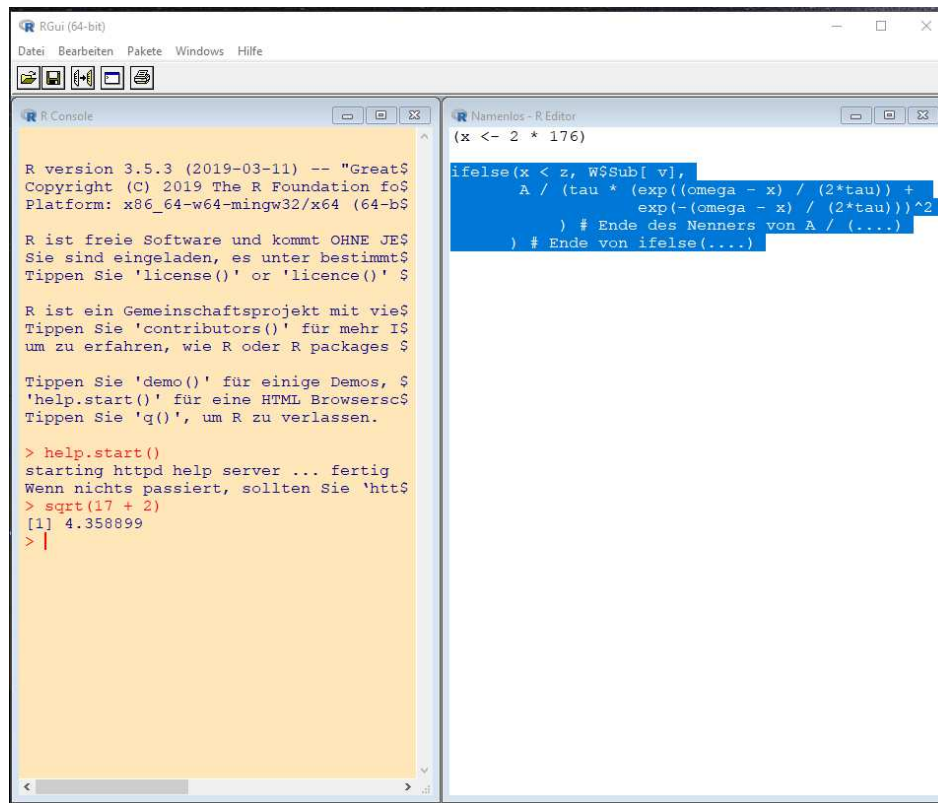 RGui (64-bit)
Datei Bearbeiten Pakete Windows Hilfe
R Console
R version 3.5.3 (2019-03-11) -- "Great$
Copyright (C) 2019 The R Foundation fo$
Platform: x86_64-w64-mingw32/x64 (64-b$
R ist freie Software und kommt OHNE JE$
Sie sind eingeladen, es unter bestimmt$
Tippen Sie 'license()' or 'licence()' $
R ist ein Gemeinschaftsprojekt mit vie$
Tippen Sie 'contributors()' für mehr I$
um zu erfahren, wie R oder R packages $
Tippen Sie 'demo()' für einige Demos, $
'help.start()' für eine HTML Browsersc$
Tippen Sie 'q()', um R zu verlassen.
> help.start()
starting httpd help server ... fertig
Wenn nichts passiert, sollten Sie ‘htt$
> sqrt(17 + 2)
[1] 4.358899
>
Namenlos - R Editor
(x <- 2 * 176)
ifelse(x < z, W$Sub[ v],
A / (tau * (exp((omega - x) / (2*tau)) +
exp(-(omega - x) / (2*tau)))^2
) # Ende des Nenners von A / (....)
) # Ende von ifelse(....)